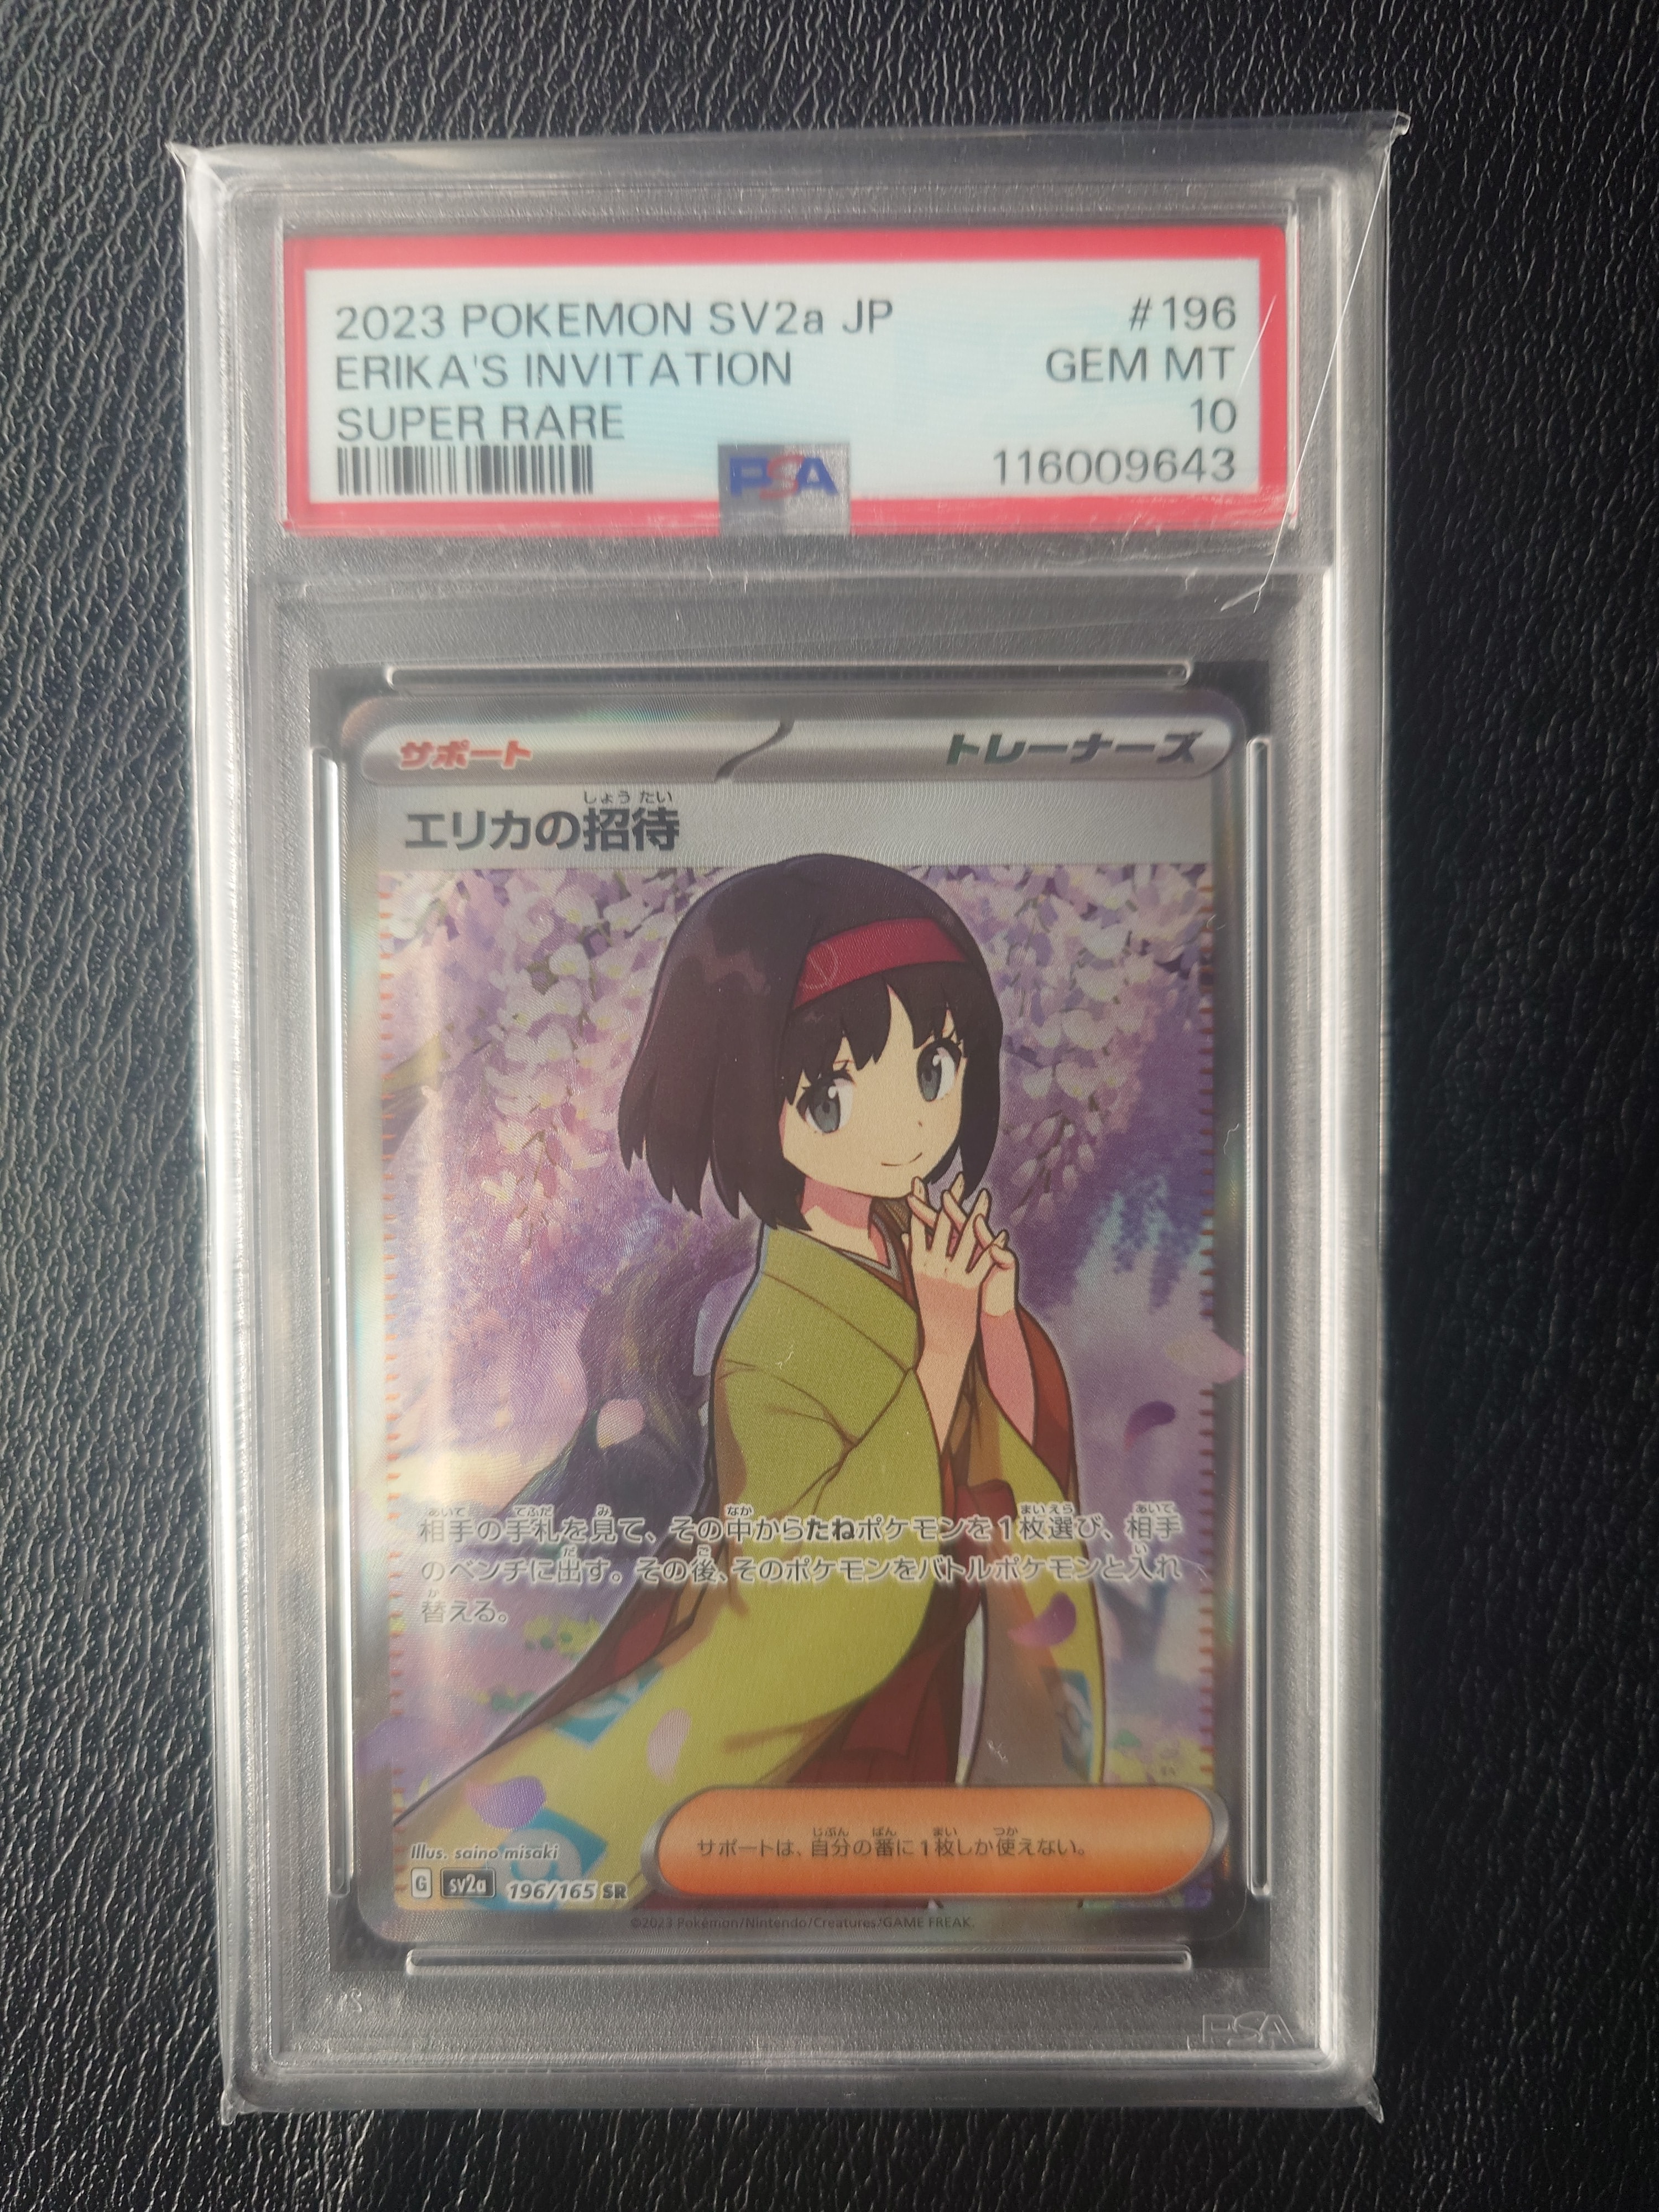 2023 POKEMON SV2a JP #196
ERIKA'S INVITATION GEM MT
SUPER RARE 10
PSA 116009643
サポート トレーナーズ
しょう たい
エリカの招待
あいて てふだ み なか まい えら あいて
相手の手札を見て、その中からたねポケモンを1枚選び、相手
だ ご い
のベンチに出す。その後、そのポケモンをバトルポケモンと入れ
か
替える。
じぶん ばん まい つか
サポートは、自分の番に1枚しか使えない。
Illus. saino misaki
G sv2a 196/165 SR
©2023 Pokémon/Nintendo/Creatures/GAME FREAK.
PSA